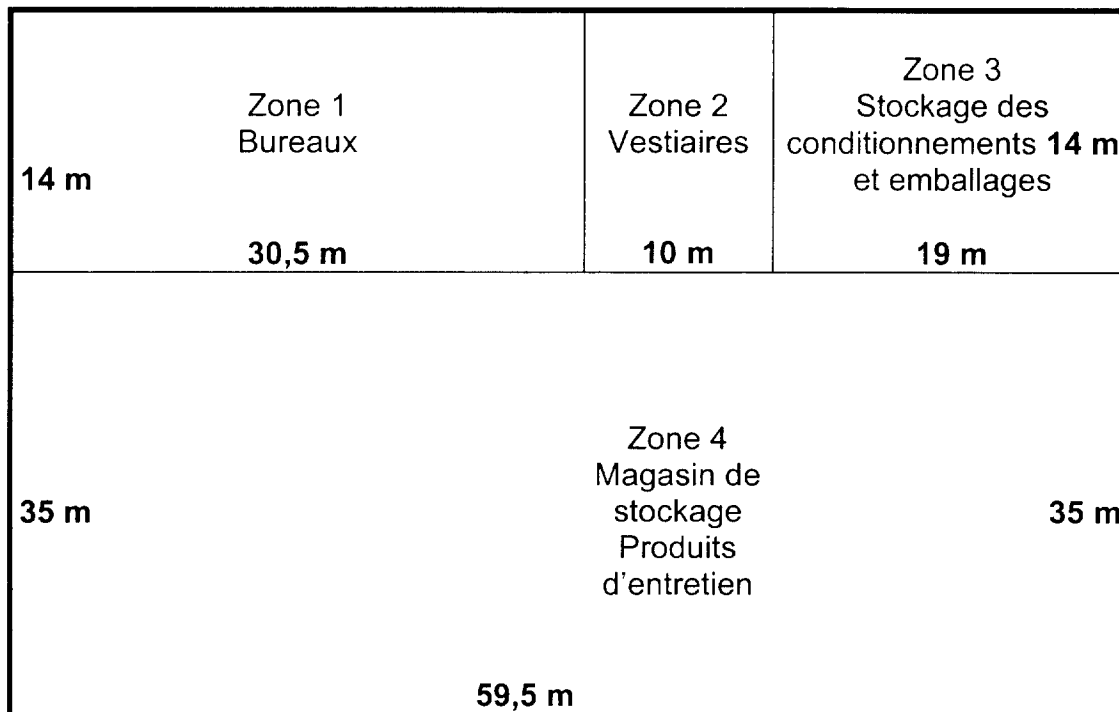 Zone 1
Bureaux
14 m
30,5 m
Zone 2
Vestiaires
10 m
Zone 3
Stockage des
conditionnements 14 m
et emballages
19 m
35 m
Zone 4
Magasin de
stockage
Produits
d'entretien
35 m
59,5 m